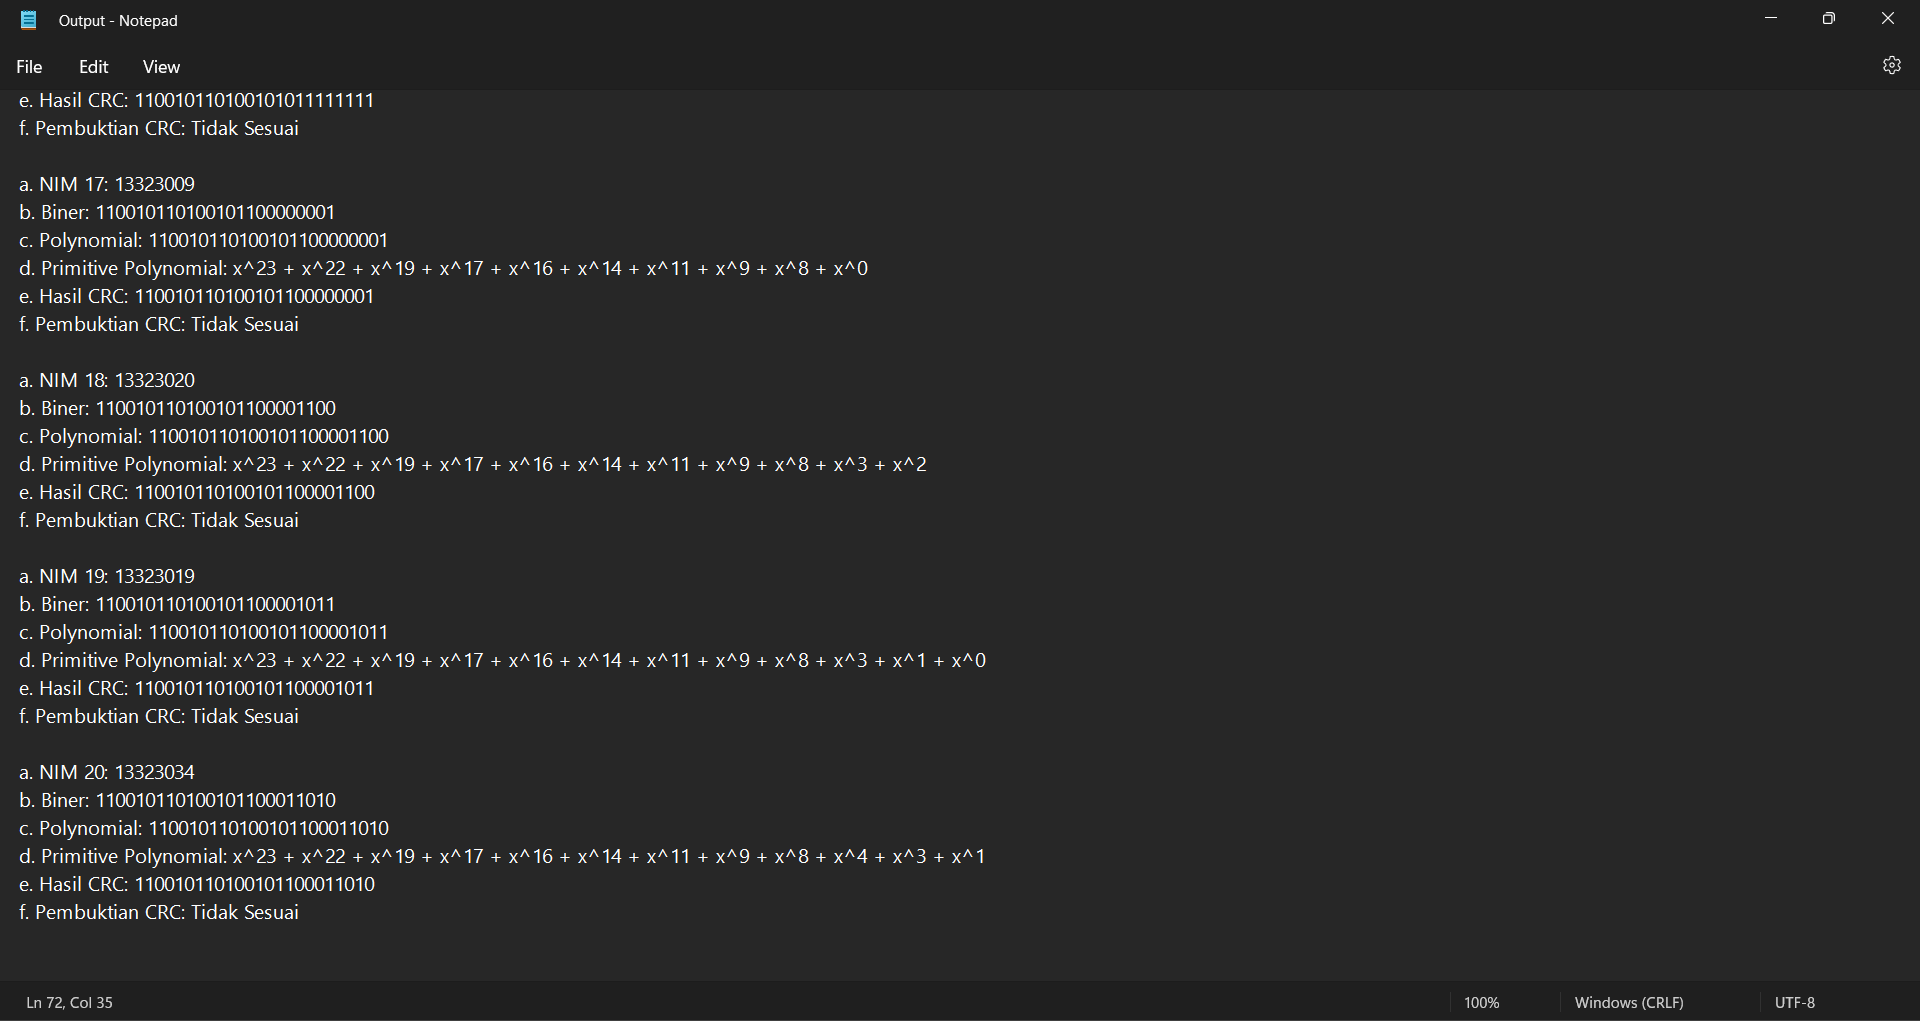 Output - Notepad
File Edit View
e. Hasil CRC: 110010110100101011111111
f. Pembuktian CRC: Tidak Sesuai
a. NIM 17: 13323009
b. Biner: 110010110100101100000001
c. Polynomial: 110010110100101100000001
d. Primitive Polynomial: x^23 + x^22 + x^19 + x^17 + x^16 + x^14 + x^11 + x^9 + x^8 + x^0
e. Hasil CRC: 110010110100101100000001
f. Pembuktian CRC: Tidak Sesuai
a. NIM 18: 13323020
b. Biner: 110010110100101100001100
c. Polynomial: 110010110100101100001100
d. Primitive Polynomial: x^23 + x^22 + x^19 + x^17 + x^16 + x^14 + x^11 + x^9 + x^8 + x^3 + x^2
e. Hasil CRC: 110010110100101100001100
f. Pembuktian CRC: Tidak Sesuai
a. NIM 19: 13323019
b. Biner: 110010110100101100001011
c. Polynomial: 110010110100101100001011
d. Primitive Polynomial: x^23 + x^22 + x^19 + x^17 + x^16 + x^14 + x^11 + x^9 + x^8 + x^3 + x^1 + x^0
e. Hasil CRC: 110010110100101100001011
f. Pembuktian CRC: Tidak Sesuai
a. NIM 20: 13323034
b. Biner: 110010110100101100011010
c. Polynomial: 110010110100101100011010
d. Primitive Polynomial: x^23 + x^22 + x^19 + x^17 + x^16 + x^14 + x^11 + x^9 + x^8 + x^4 + x^3 + x^1
e. Hasil CRC: 110010110100101100011010
f. Pembuktian CRC: Tidak Sesuai
Ln 72, Col 35 100% Windows (CRLF) UTF-8